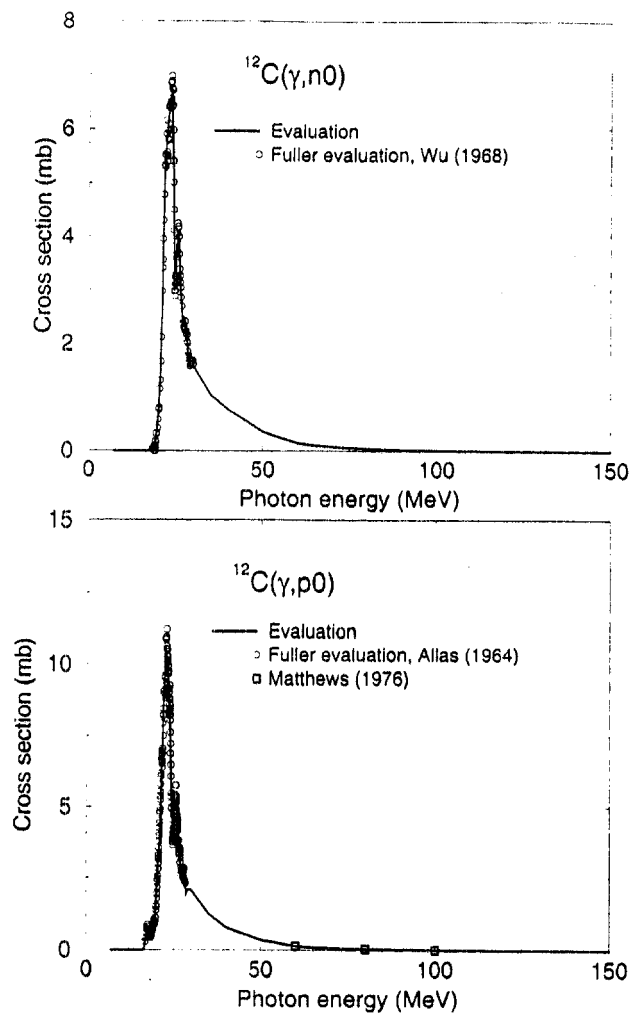 8
¹²C(γ,n0)
6
Evaluation
Fuller evaluation, Wu (1968)
Cross section (mb)
4
2
0
0 50 100 150
Photon energy (MeV)
15
¹²C(γ,p0)
Evaluation
Fuller evaluation, Allas (1964)
Matthews (1976)
10
Cross section (mb)
5
0
0 50 100 150
Photon energy (MeV)